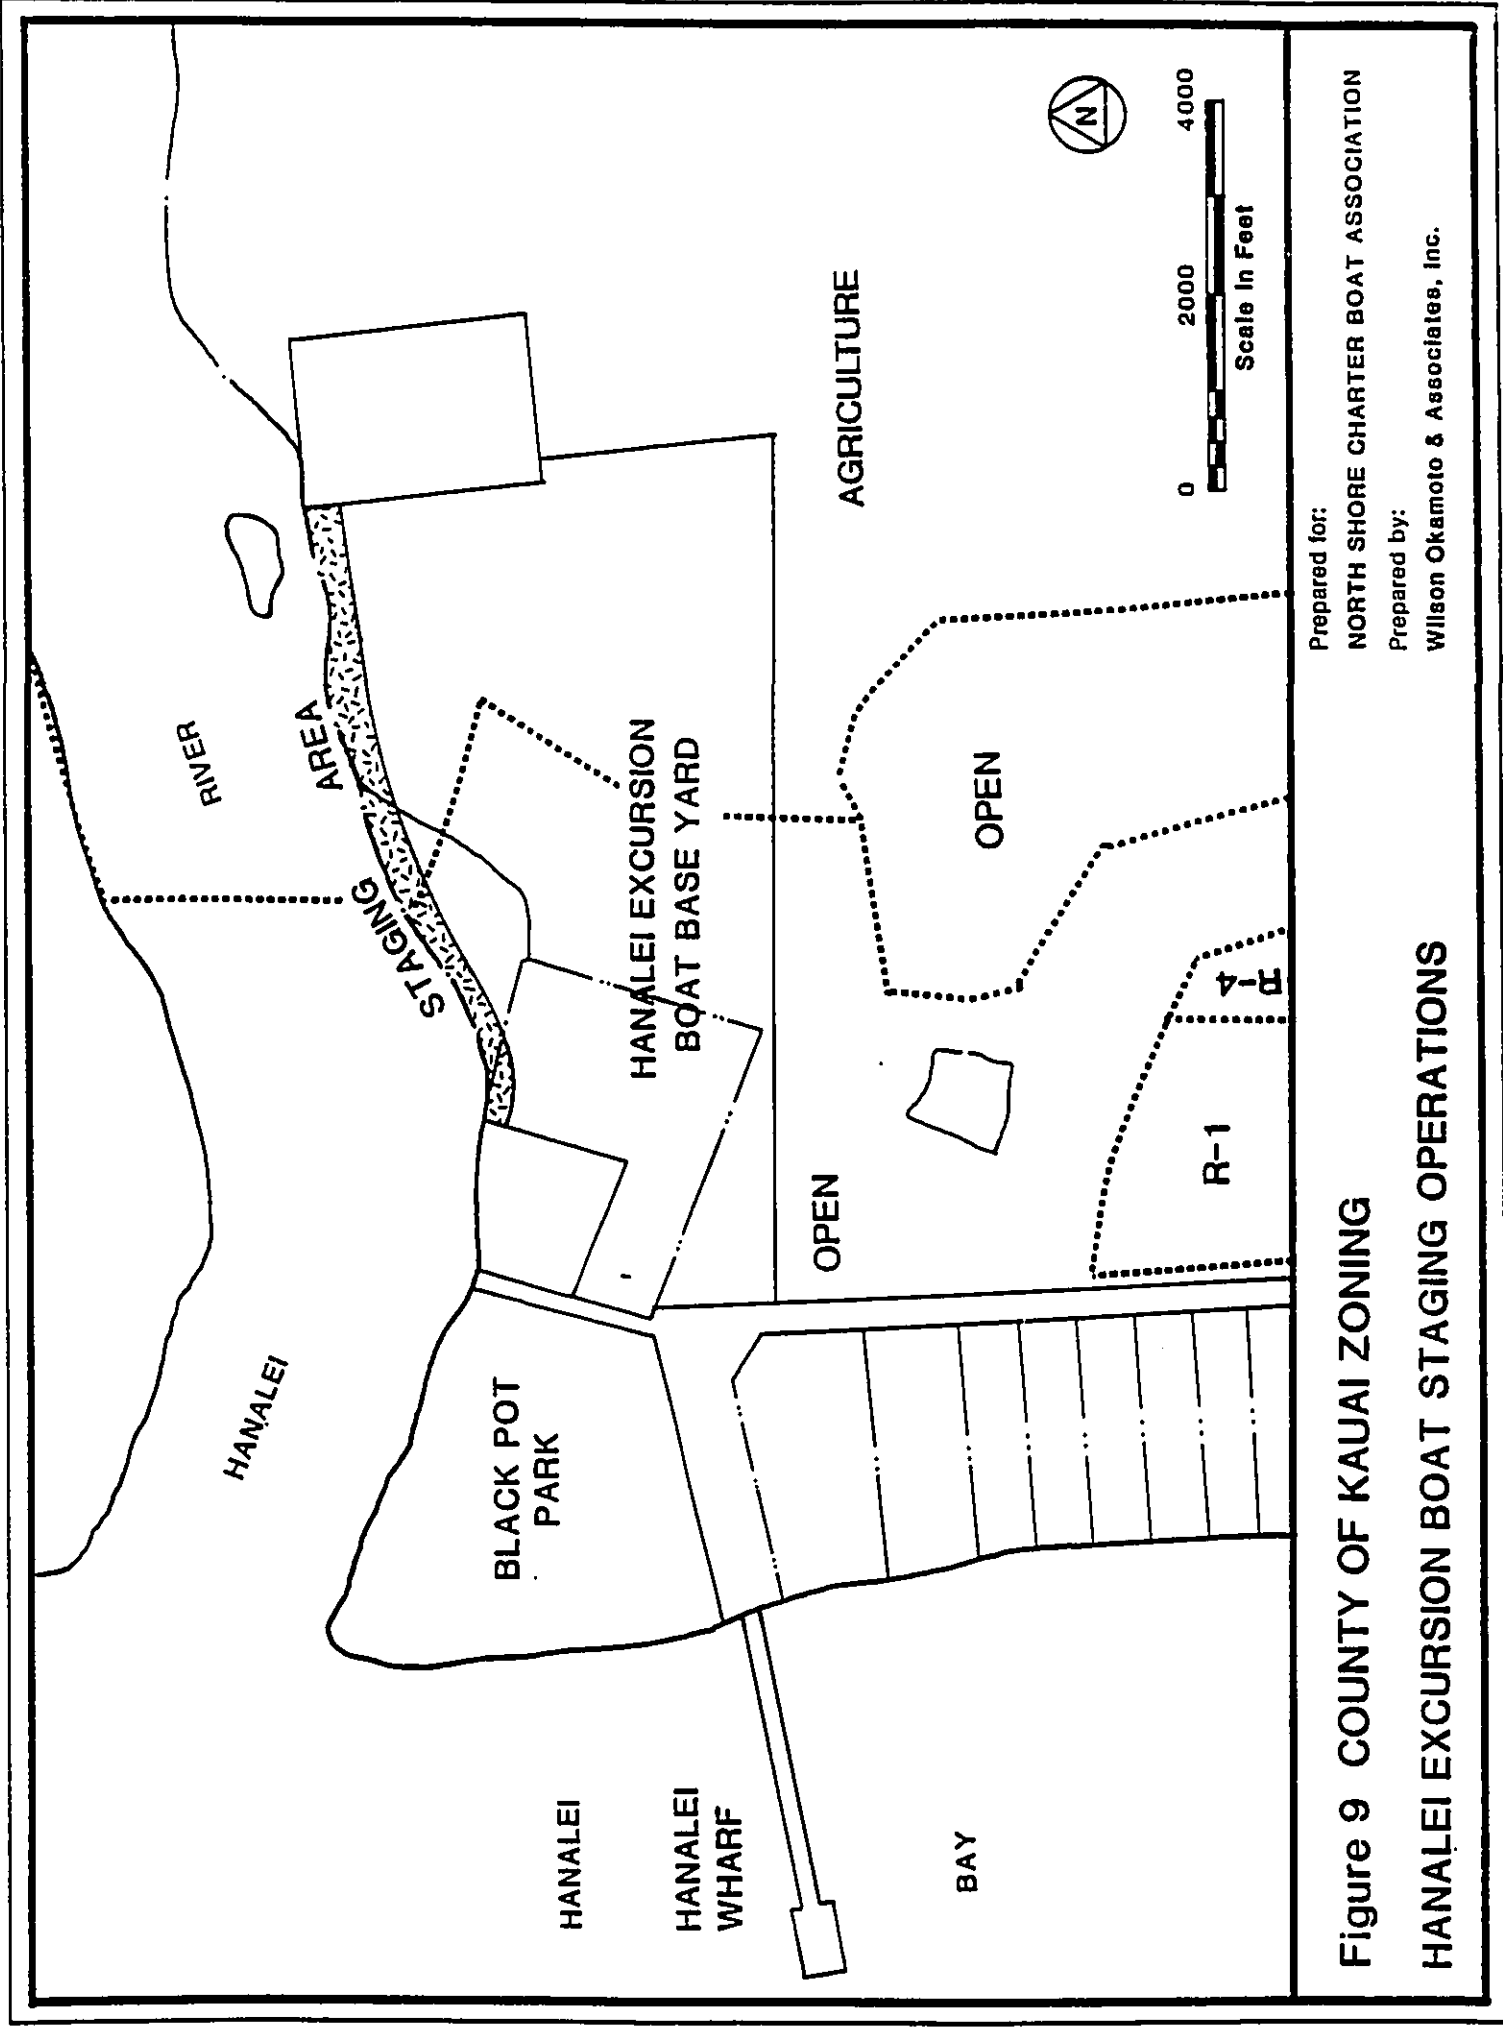 HANALEI
RIVER
STAGING
AREA
BLACK POT
PARK
HANALEI EXCURSION
BOAT BASE YARD
HANALEI
HANALEI
WHARF
BAY
OPEN
OPEN
AGRICULTURE
R-1
R-4
N
0 2000 4000
Scale In Feet
Figure 9 COUNTY OF KAUAI ZONING
HANALEI EXCURSION BOAT STAGING OPERATIONS
Prepared for:
NORTH SHORE CHARTER BOAT ASSOCIATION
Prepared by:
Wilson Okamoto & Associates, Inc.